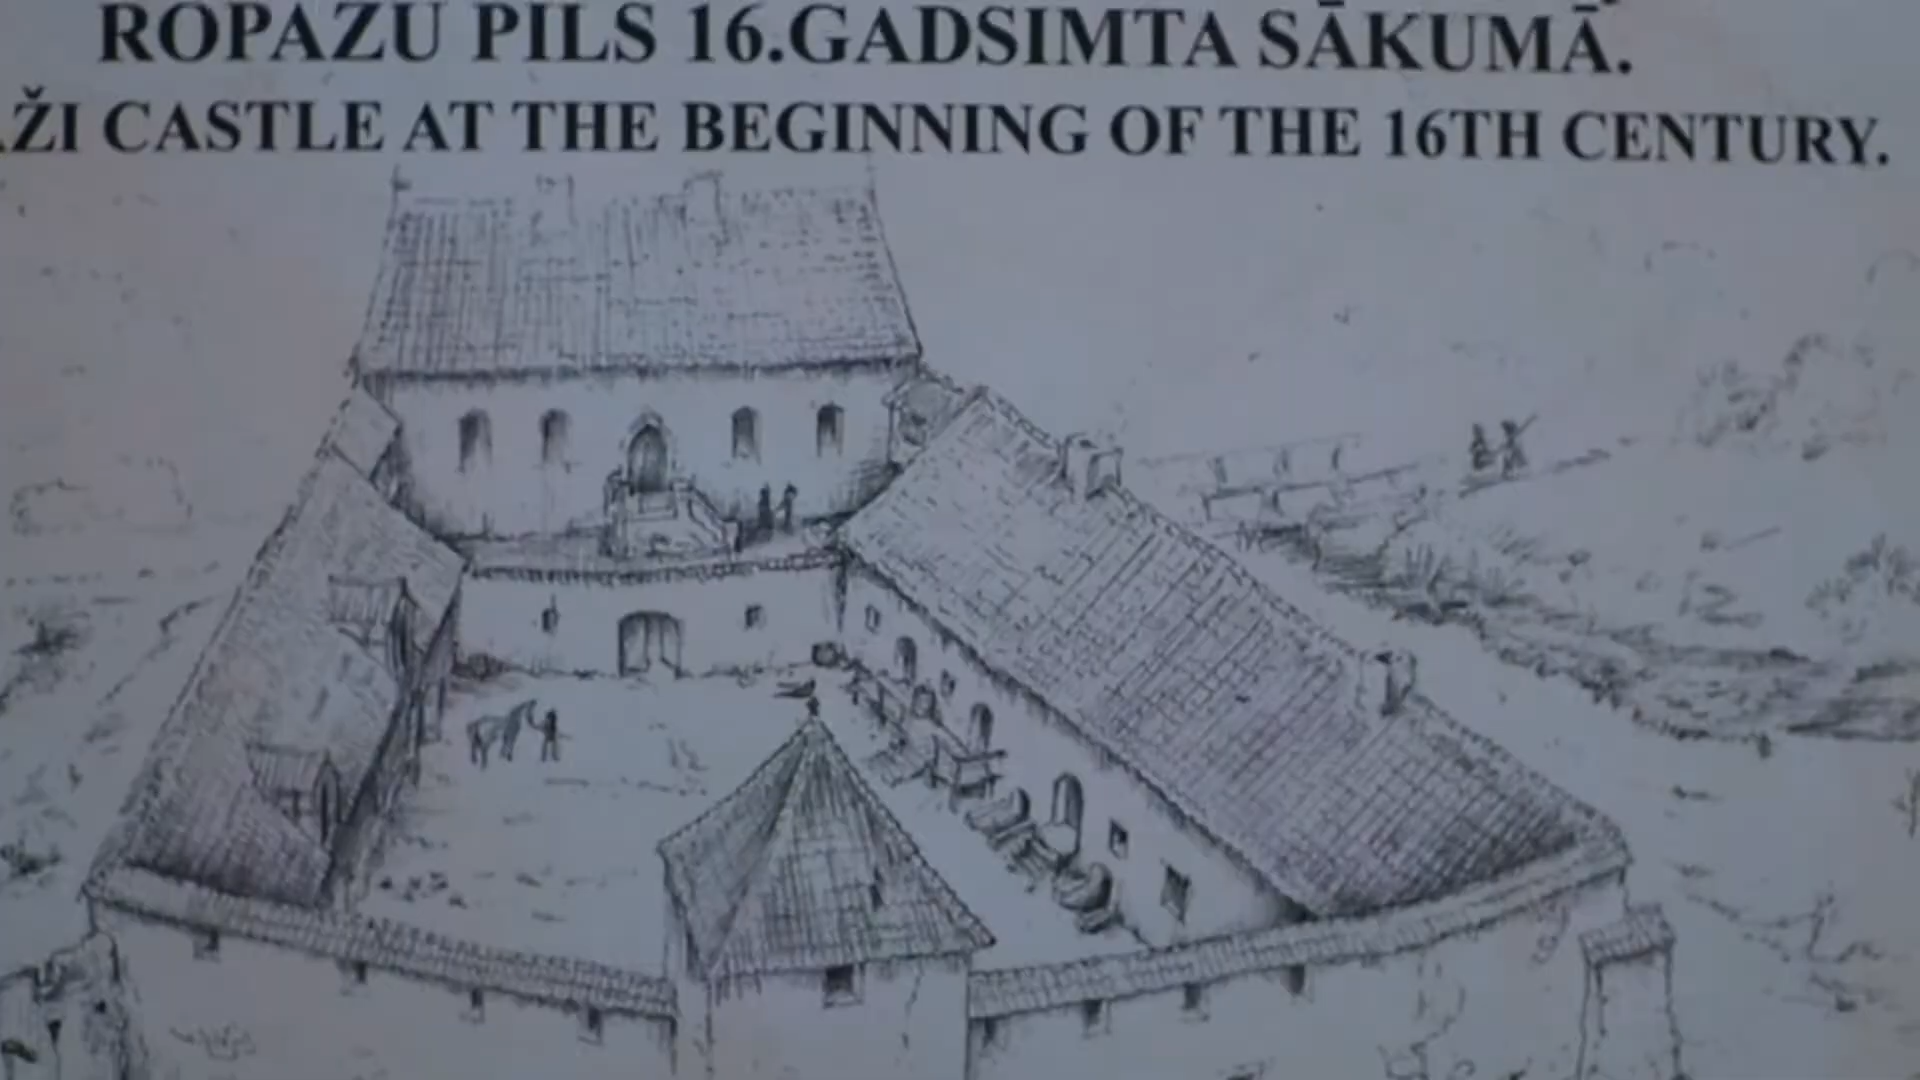 ROPAŽU PILS 16.GADSIMTA SĀKUMĀ.
ŽI CASTLE AT THE BEGINNING OF THE 16TH CENTURY.